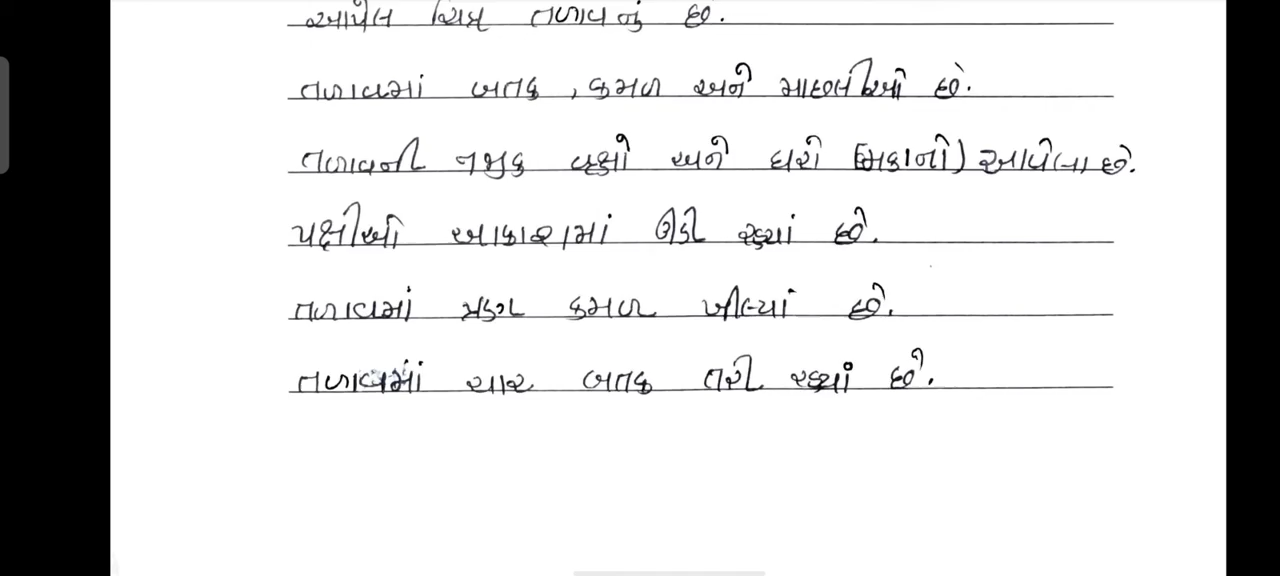 આપેલ ચિત્ર તળાવનું છે.
તળાવમાં બતક, કમળ અને માછલીઓ છે.
તળાવની નજીક વૃક્ષો અને ઘરો (મકાનો) આવેલા છે.
પક્ષીઓ આકાશમાં ઉડી રહ્યાં છે.
તળાવમાં કમળ ખીલ્યાં છે.
તળાવમાં ચાર બતક તરી રહ્યાં છે.